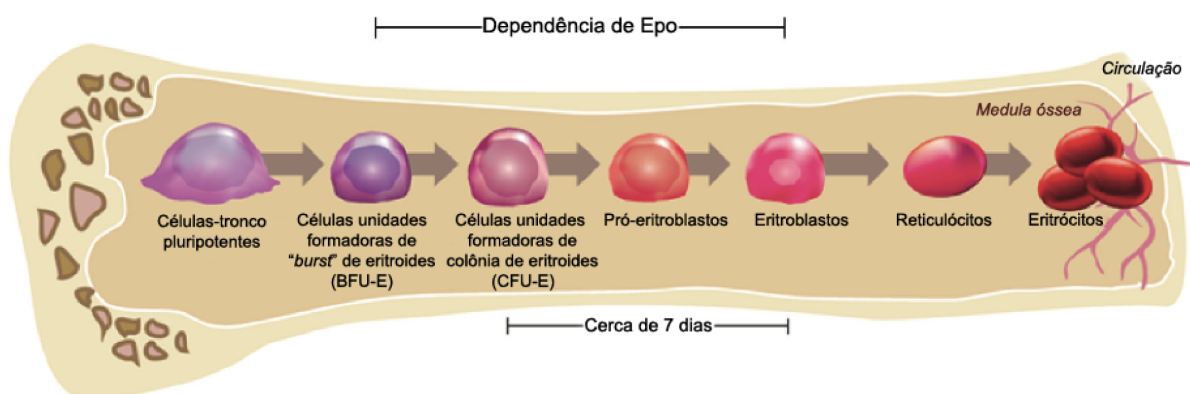 Dependência de Epo
Circulação
Medula óssea
Células-tronco
pluripotentes
Células unidades
formadoras de
“burst” de eritroides
(BFU-E)
Células unidades
formadoras de
colônia de eritroides
(CFU-E)
Pró-eritroblastos
Eritroblastos
Reticulócitos
Eritrócitos
Cerca de 7 dias